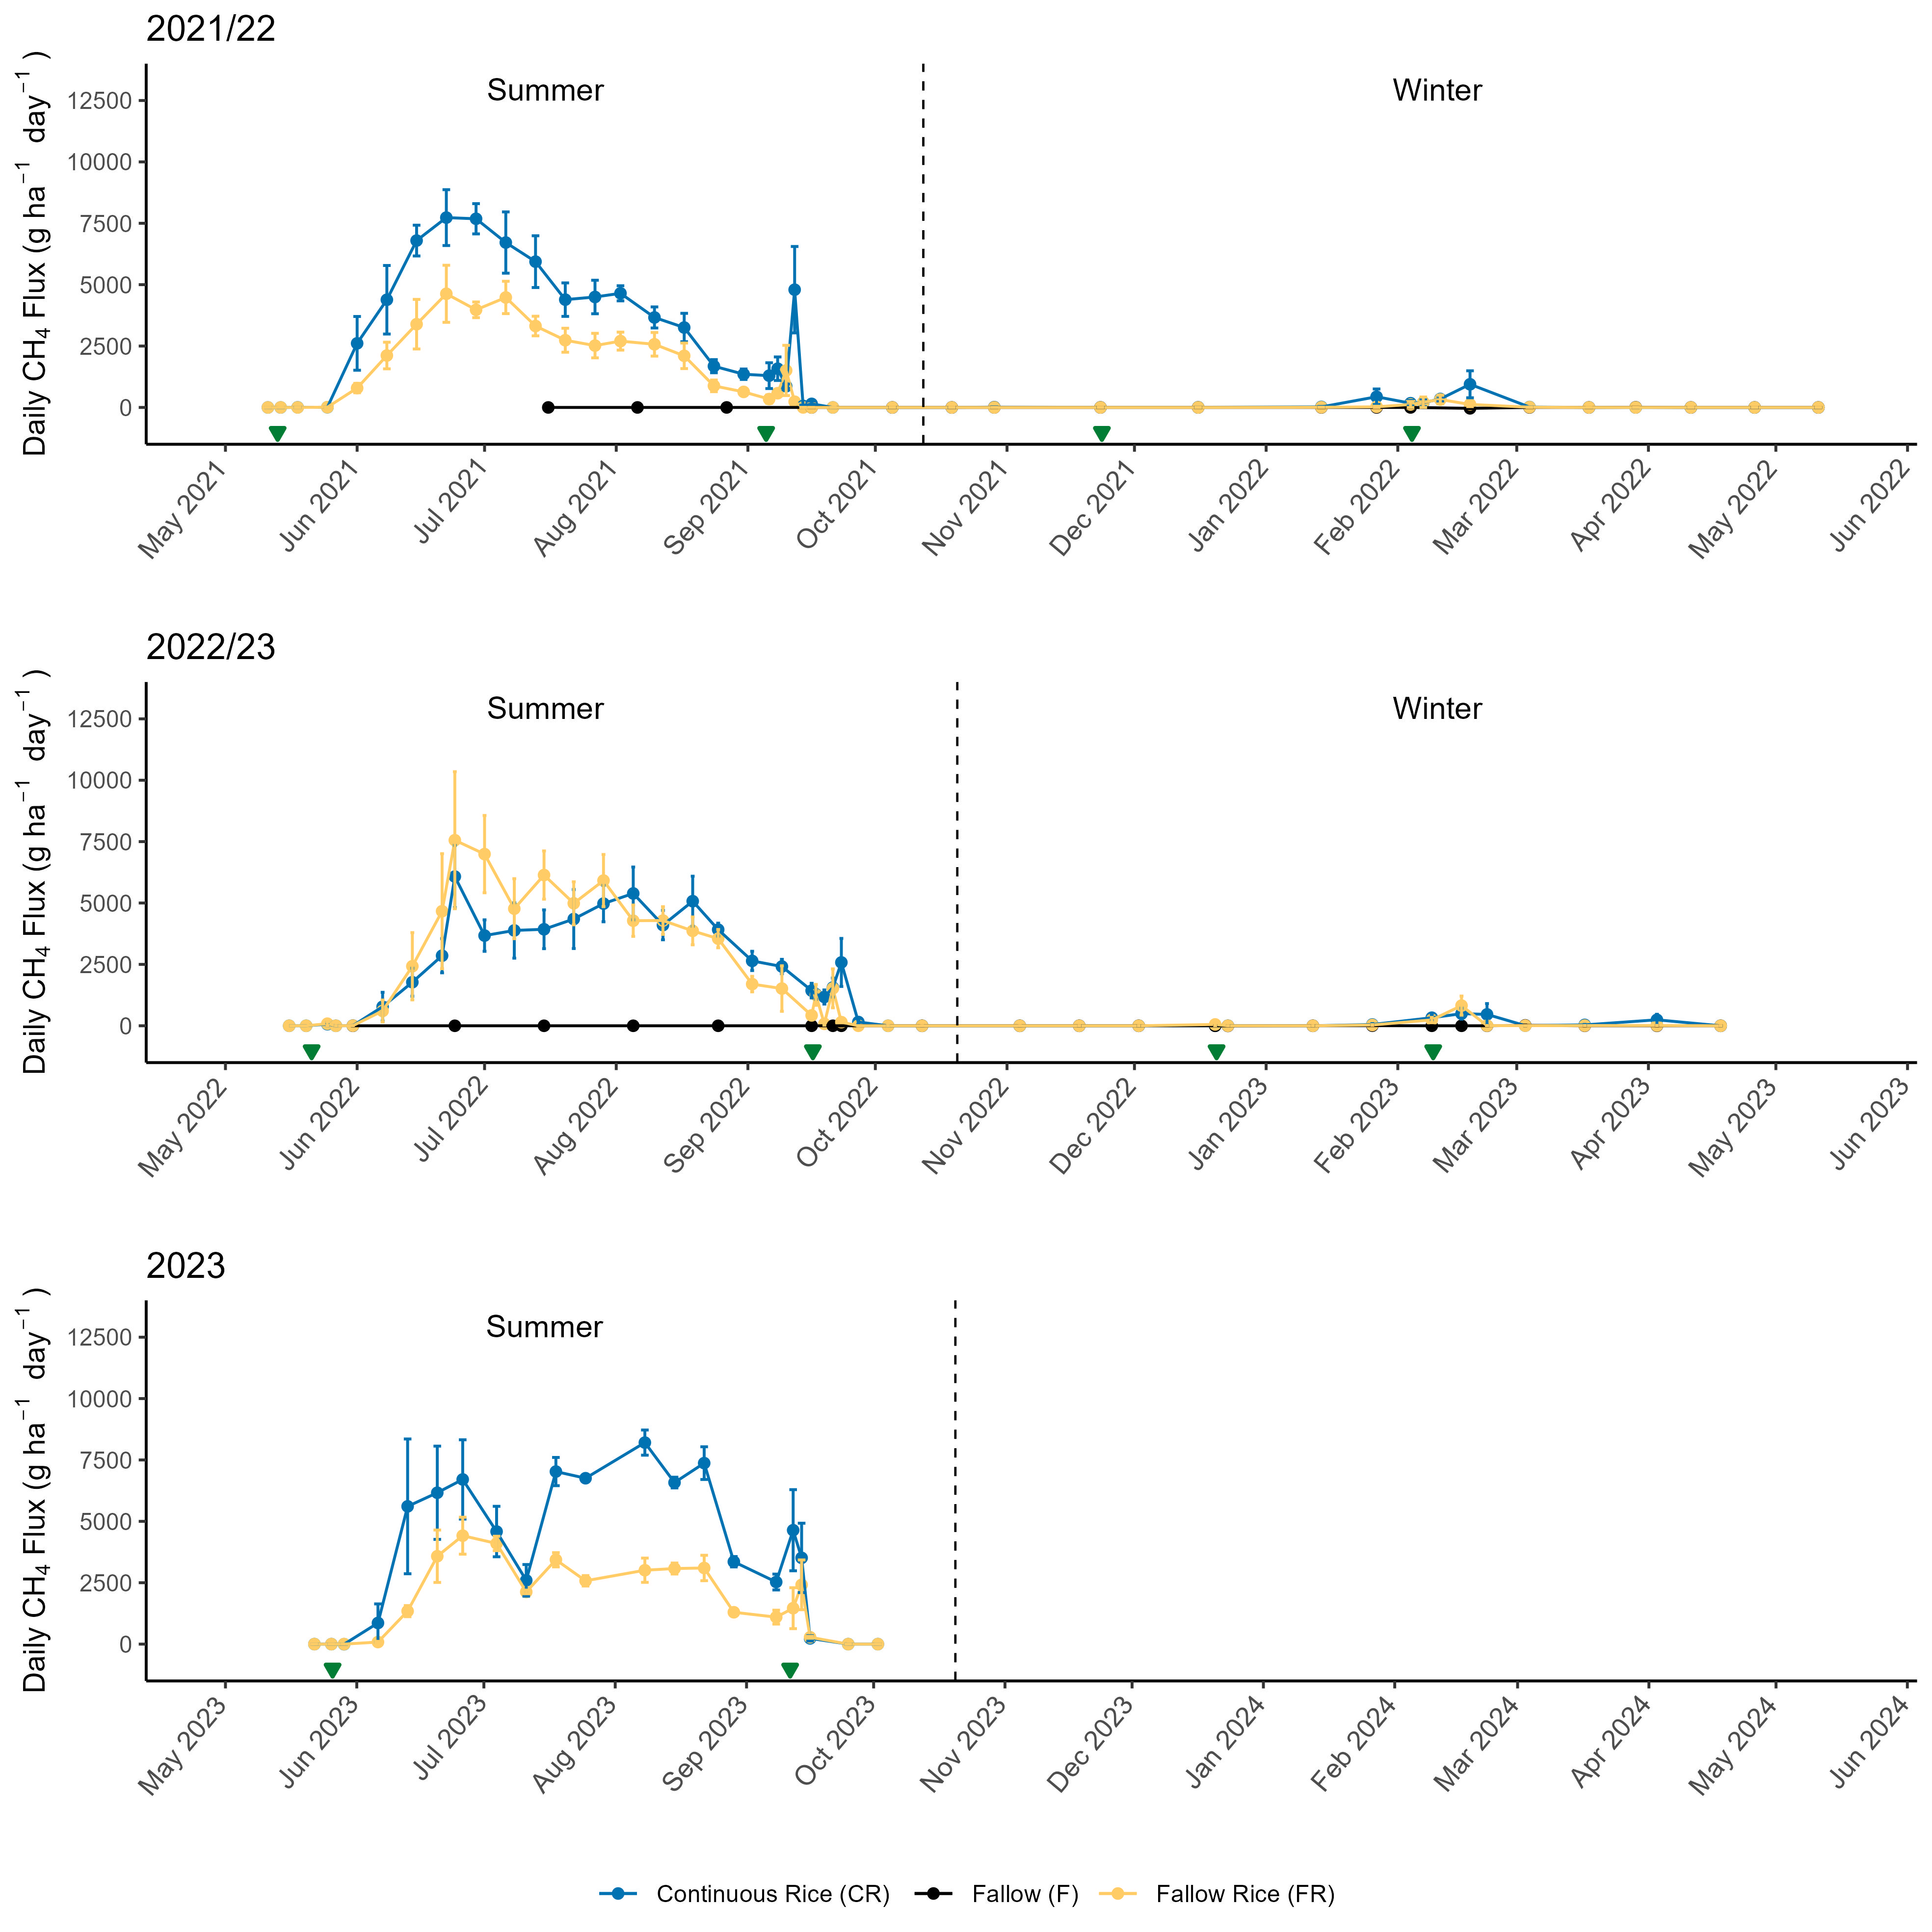 2021/22
Daily CH₄ Flux (g ha⁻¹ day⁻¹ )
Summer
Winter
12500
10000
7500
5000
2500
0
May 2021
Jun 2021
Jul 2021
Aug 2021
Sep 2021
Oct 2021
Nov 2021
Dec 2021
Jan 2022
Feb 2022
Mar 2022
Apr 2022
May 2022
Jun 2022
2022/23
Daily CH₄ Flux (g ha⁻¹ day⁻¹ )
Summer
Winter
12500
10000
7500
5000
2500
0
May 2022
Jun 2022
Jul 2022
Aug 2022
Sep 2022
Oct 2022
Nov 2022
Dec 2022
Jan 2023
Feb 2023
Mar 2023
Apr 2023
May 2023
Jun 2023
2023
Daily CH₄ Flux (g ha⁻¹ day⁻¹ )
Summer
12500
10000
7500
5000
2500
0
May 2023
Jun 2023
Jul 2023
Aug 2023
Sep 2023
Oct 2023
Nov 2023
Dec 2023
Jan 2024
Feb 2024
Mar 2024
Apr 2024
May 2024
Jun 2024
Continuous Rice (CR) Fallow (F) Fallow Rice (FR)